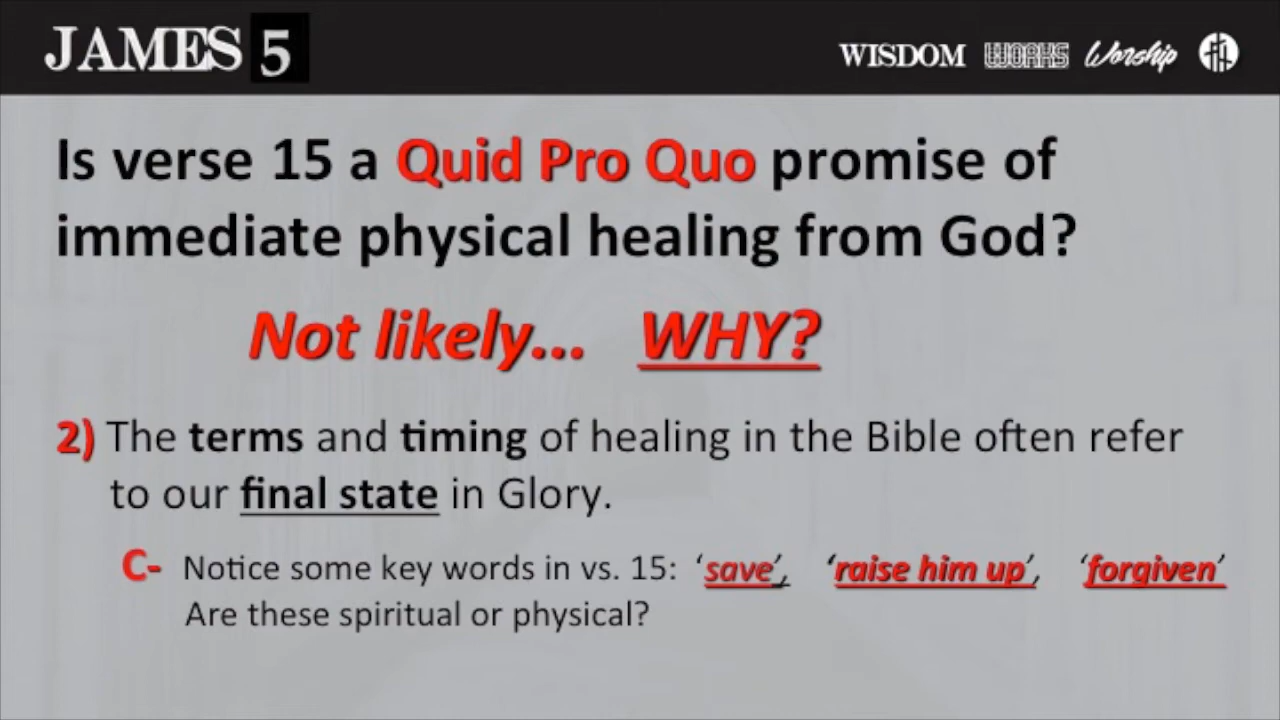 JAMES 5
WISDOM WORKS Worship
Is verse 15 a Quid Pro Quo promise of
immediate physical healing from God?
Not likely... WHY?
2) The terms and timing of healing in the Bible often refer
to our final state in Glory.
C- Notice some key words in vs. 15: ‘save’, ‘raise him up’, ‘forgiven’
Are these spiritual or physical?